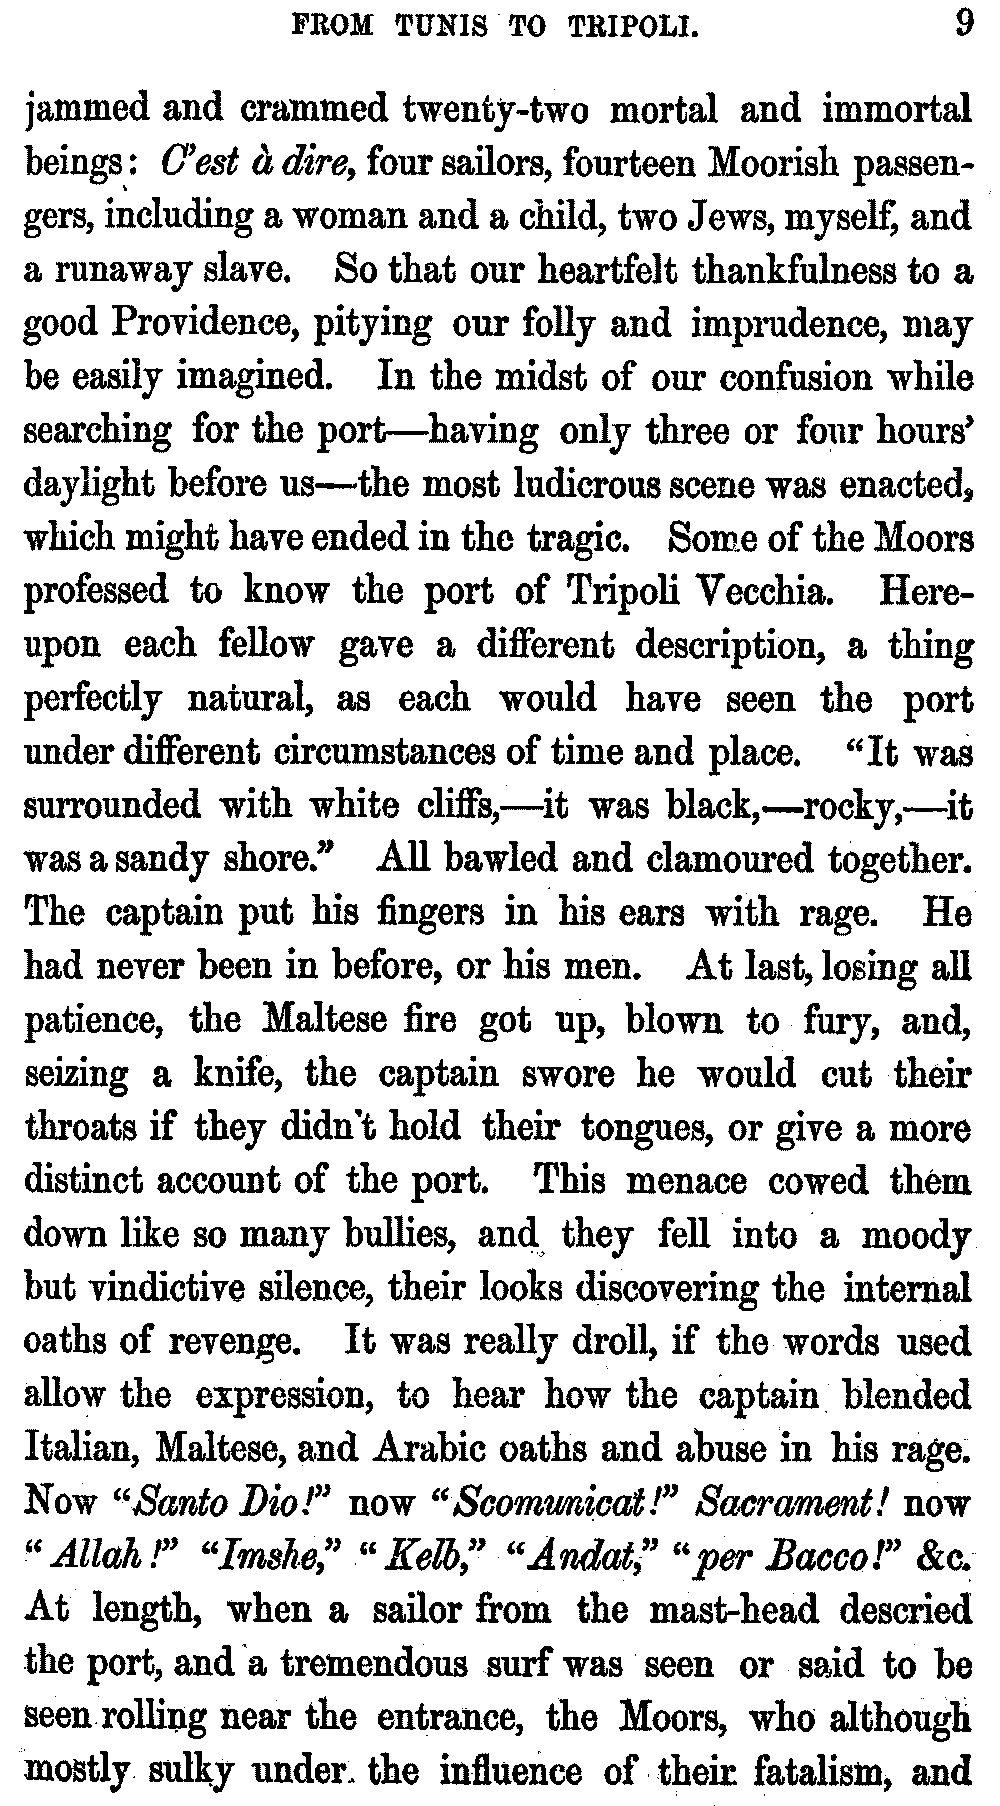 FROM TUNIS TO TRIPOLI. 9
jammed and crammed twenty-two mortal and immortal
beings: C'est à dire, four sailors, fourteen Moorish passen-
gers, including a woman and a child, two Jews, myself, and
a runaway slave. So that our heartfelt thankfulness to a
good Providence, pitying our folly and imprudence, may
be easily imagined. In the midst of our confusion while
searching for the port—having only three or four hours'
daylight before us—the most ludicrous scene was enacted,
which might have ended in the tragic. Some of the Moors
professed to know the port of Tripoli Vecchia. Here-
upon each fellow gave a different description, a thing
perfectly natural, as each would have seen the port
under different circumstances of time and place. "It was
surrounded with white cliffs,—it was black,—rocky,—it
was a sandy shore." All bawled and clamoured together.
The captain put his fingers in his ears with rage. He
had never been in before, or his men. At last, losing all
patience, the Maltese fire got up, blown to fury, and,
seizing a knife, the captain swore he would cut their
throats if they didn't hold their tongues, or give a more
distinct account of the port. This menace cowed them
down like so many bullies, and they fell into a moody
but vindictive silence, their looks discovering the internal
oaths of revenge. It was really droll, if the words used
allow the expression, to hear how the captain blended
Italian, Maltese, and Arabic oaths and abuse in his rage.
Now "Santo Dio!" now "Scomunicat!" Sacrament! now
"Allah!" "Imshe," "Kelb," "Andat," "per Bacco!" &c.
At length, when a sailor from the mast-head descried
the port, and a tremendous surf was seen or said to be
seen rolling near the entrance, the Moors, who although
mostly sulky under the influence of their fatalism, and